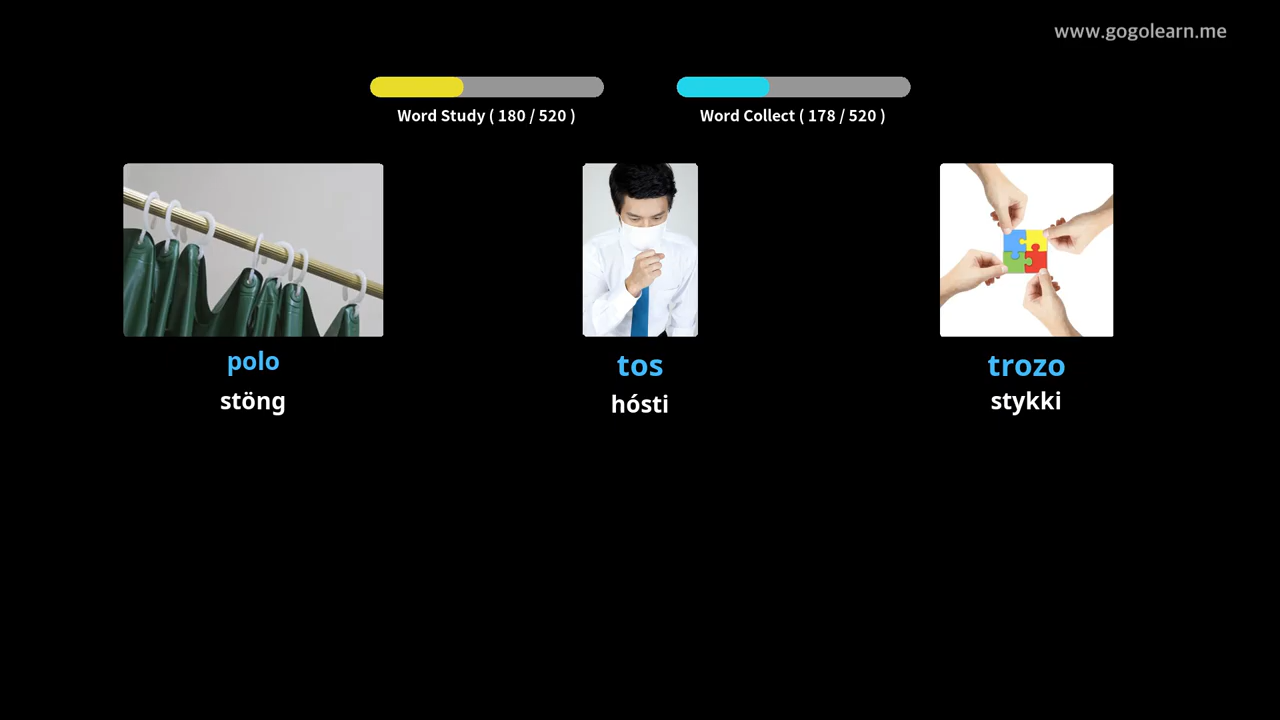 www.gogolearn.me
Word Study ( 180 / 520 )
Word Collect ( 178 / 520 )
polo
stöng
tos
hósti
trozo
stykki